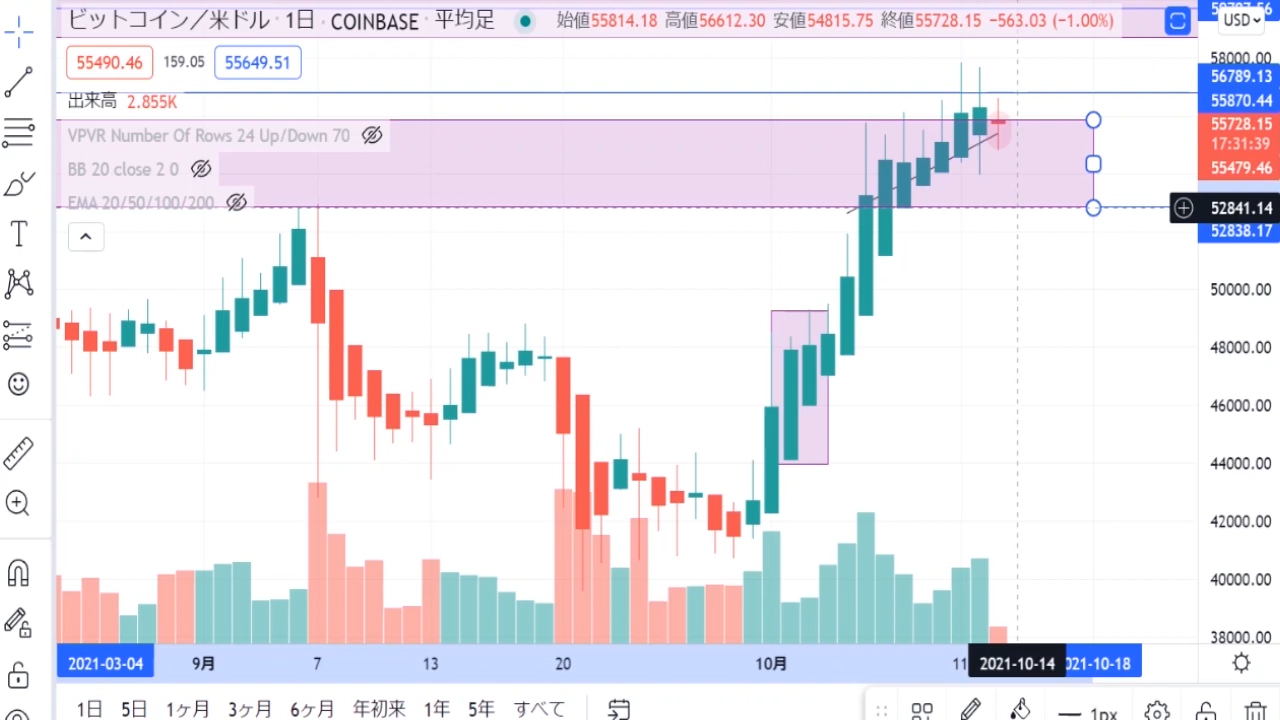 ビットコイン／米ドル · 1日 · COINBASE · 平均足 始値55814.18 高値56612.30 安値54815.75 終値55728.15 −563.03 (−1.00%)
USD
58000.00
55490.46 159.05 55649.51
56789.13
出来高 2.855K
55870.44
55728.15
17:31:39
55479.46
VPVR Number Of Rows 24 Up/Down 70
BB 20 close 2 0
EMA 20/50/100/200
52841.14
52838.17
50000.00
48000.00
46000.00
44000.00
42000.00
40000.00
38000.00
2021-03-04 9月 7 13 20 10月 11 2021-10-14 021-10-18
1日 5日 1ヶ月 3ヶ月 6ヶ月 年初来 1年 5年 すべて
1px